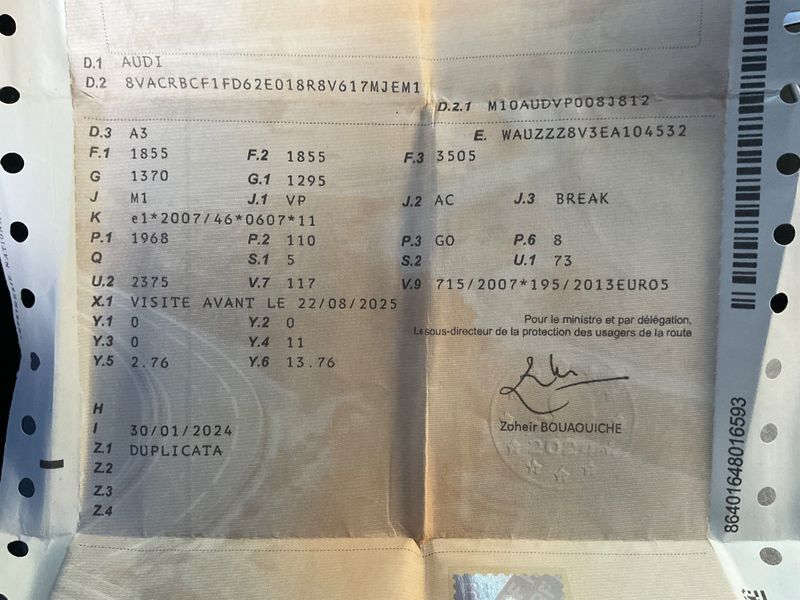 D.1 AUDI
D.2 8VACRBCF1FD62E018R8V617MJEM1
D.2.1 M10AUDVP008J812
D.3 A3 E. WAUZZZ8V3EA104532
F.1 1855 F.2 1855 F.3 3505
G 1370 G.1 1295
J M1 J.1 VP J.2 AC J.3 BREAK
K e1*2007/46*0607*11
P.1 1968 P.2 110 P.3 GO P.6 8
Q S.1 5 S.2 U.1 73
U.2 2375 V.7 117 V.9 715/2007*195/2013EURO5
X.1 VISITE AVANT LE 22/08/2025
Y.1 0 Y.2 0
Y.3 0 Y.4 11
Y.5 2.76 Y.6 13.76
Pour le ministre et par délégation,
Le sous-directeur de la protection des usagers de la route
Zoheir BOUAOUICHE
H
I 30/01/2024
Z.1 DUPLICATA
Z.2
Z.3
Z.4
86401648016593